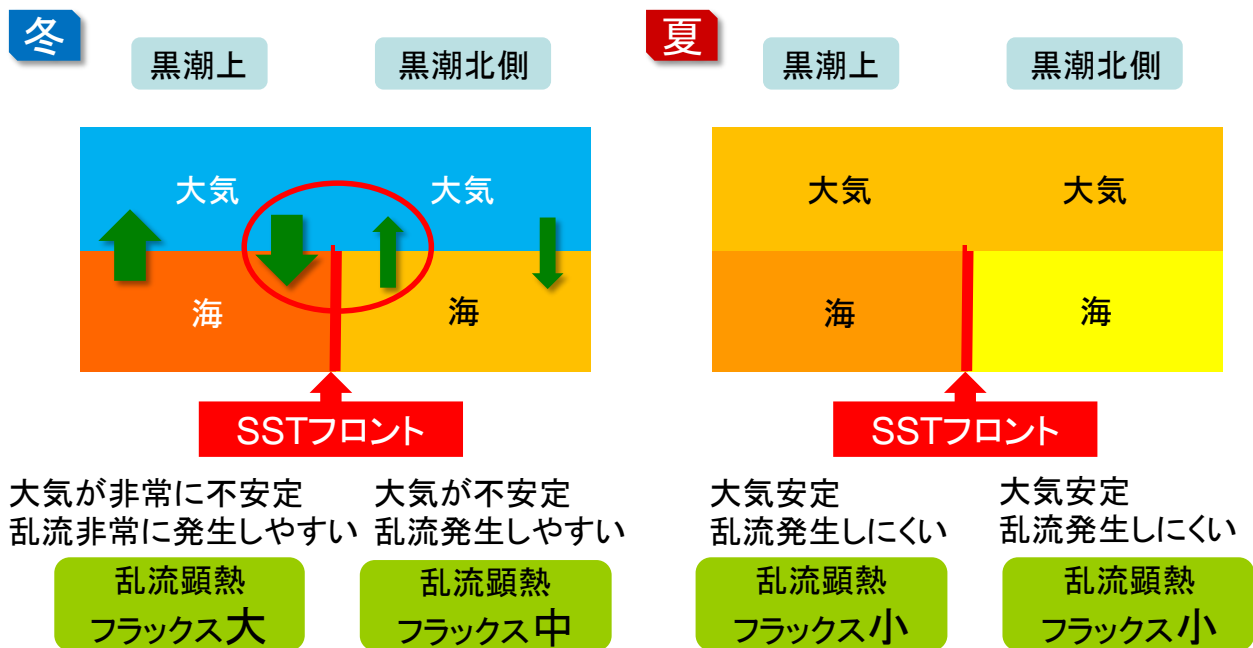 冬
黒潮上
黒潮北側
大気
大気
海
海
SSTフロント
大気が非常に不安定
乱流非常に発生しやすい
大気が不安定
乱流発生しやすい
乱流顕熱
フラックス大
乱流顕熱
フラックス中
夏
黒潮上
黒潮北側
大気
大気
海
海
SSTフロント
大気安定
乱流発生しにくい
大気安定
乱流発生しにくい
乱流顕熱
フラックス小
乱流顕熱
フラックス小